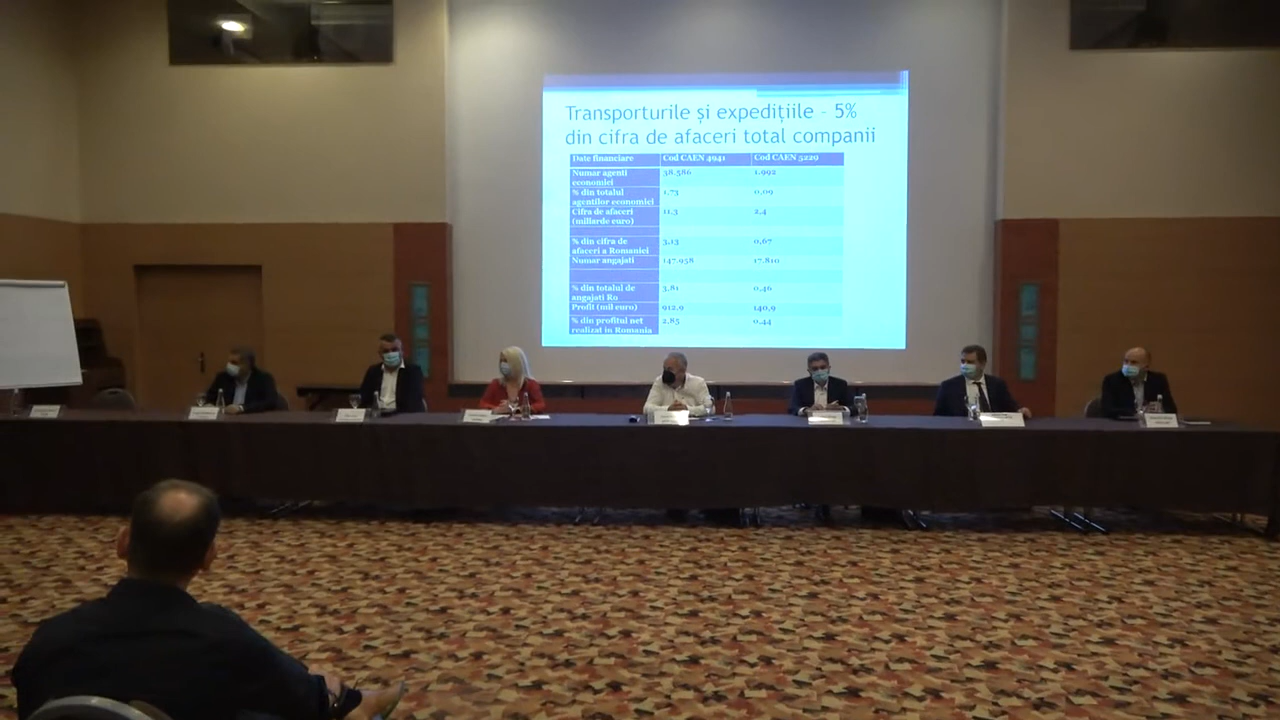 Transporturile și expedițiile – 5%
din cifra de afaceri total companii
Date financiare Cod CAEN 4941 Cod CAEN 5229
Numar agenti economici 38.586 1.992
% din totalul agentilor economici 1,73 0,09
Cifra de afaceri (miliarde euro) 11,3 2,4
% din cifra de afaceri a Romaniei 3,13 0,67
Numar angajati 147.958 17.810
% din totalul de angajati Ro 3,81 0,46
Profit (mil euro) 912,9 140,9
% din profitul net realizat in Romania 2,85 0,44